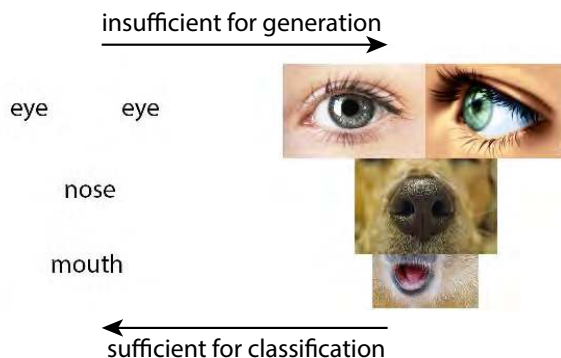 insufficient for generation
eye eye
nose
mouth
sufficient for classification